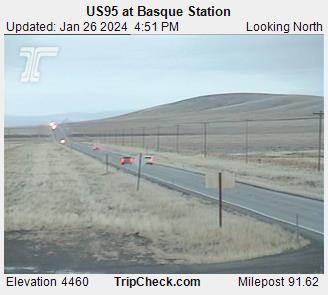 US95 at Basque Station
Updated: Jan 26 2024 4:51 PM Looking North
Elevation 4460 TripCheck.com Milepost 91.62